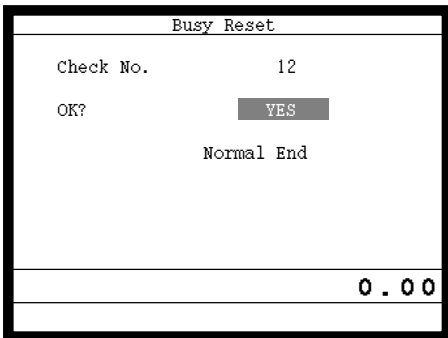 Busy Reset
Check No. 12
OK? YES
Normal End
0.00